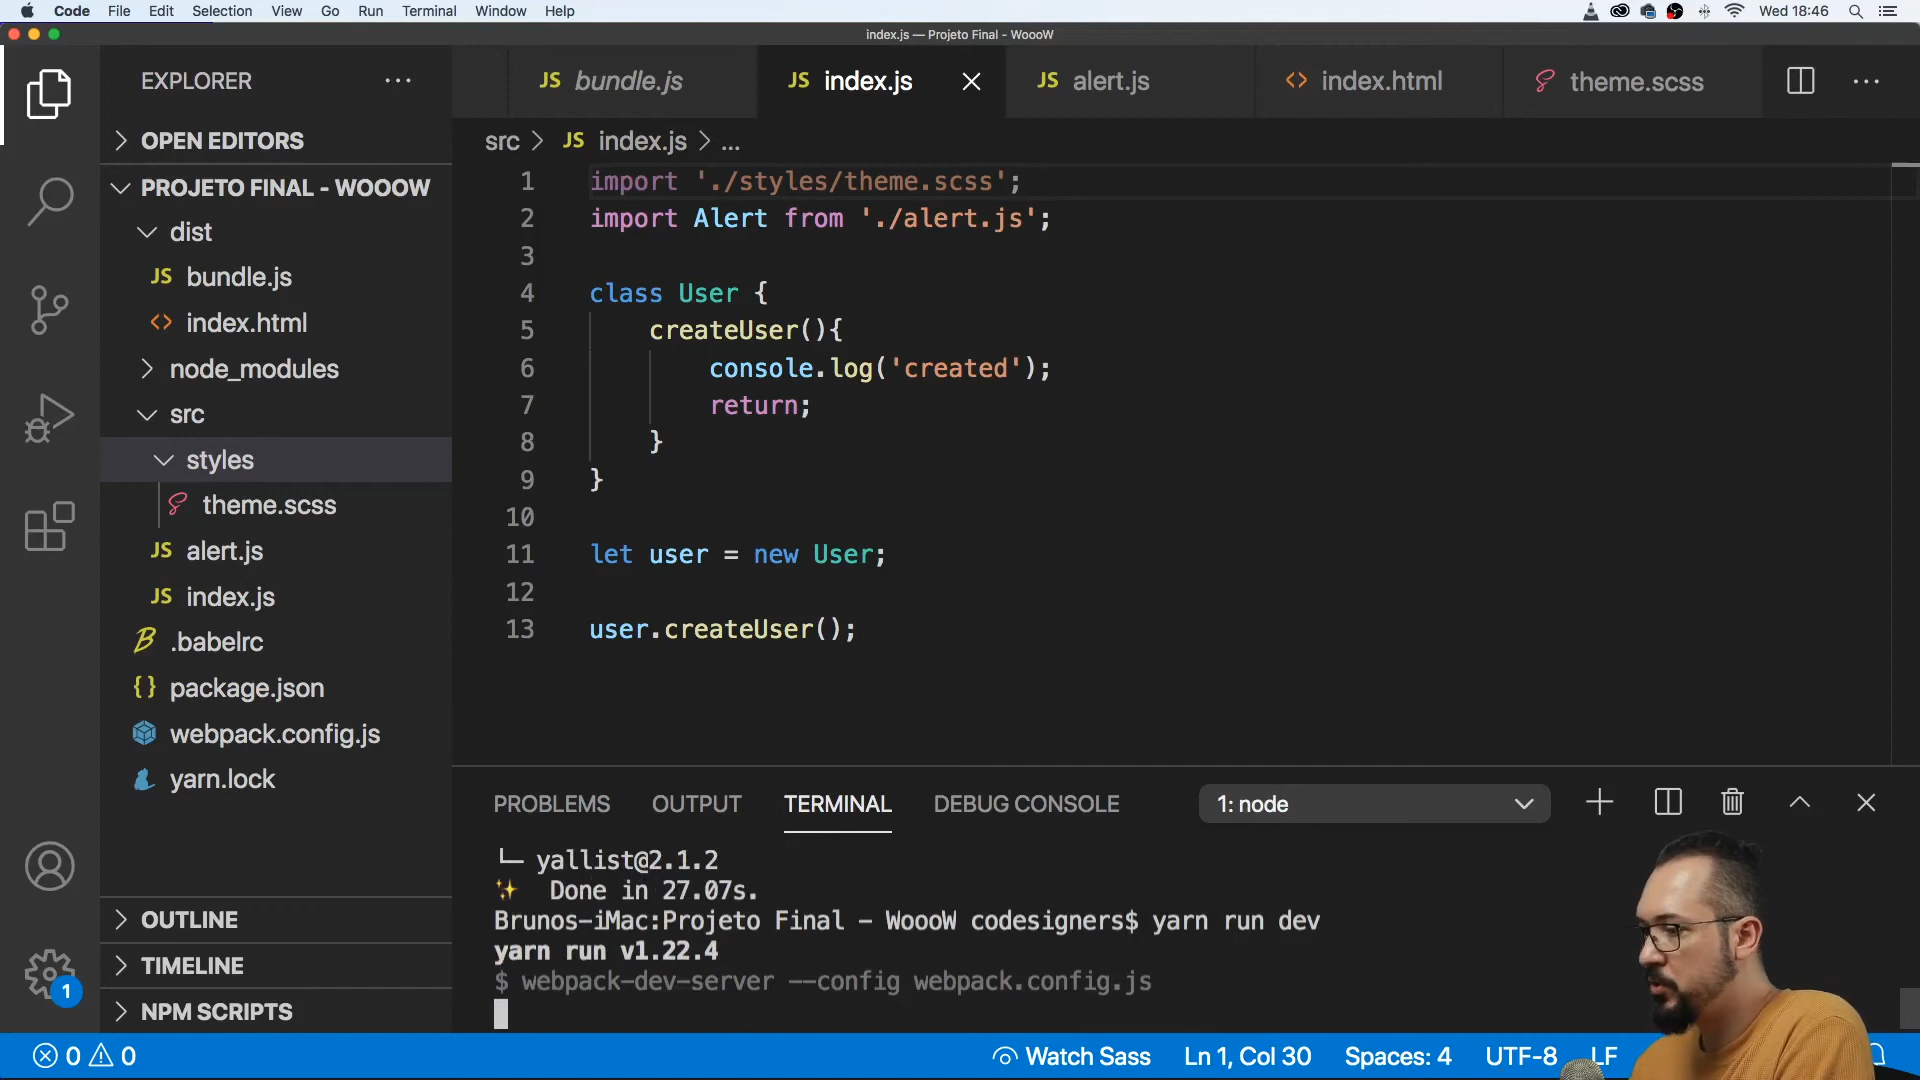 Code File Edit Selection View Go Run Terminal Window Help
Wed 18:46
index.js — Projeto Final - WoooW
EXPLORER
OPEN EDITORS
PROJETO FINAL - WOOOW
dist
JS bundle.js
<> index.html
node_modules
src
styles
theme.scss
JS alert.js
JS index.js
.babelrc
{} package.json
webpack.config.js
yarn.lock
OUTLINE
TIMELINE
NPM SCRIPTS
1
JS bundle.js
JS index.js
JS alert.js
<> index.html
theme.scss
src > JS index.js > ...
1 import './styles/theme.scss';
2 import Alert from './alert.js';
3
4 class User {
5 createUser(){
6 console.log('created');
7 return;
8 }
9 }
10
11 let user = new User;
12
13 user.createUser();
PROBLEMS OUTPUT TERMINAL DEBUG CONSOLE
1: node
└─ yallist@2.1.2
✨ Done in 27.07s.
Brunos-iMac:Projeto Final - WoooW codesigners$ yarn run dev
yarn run v1.22.4
$ webpack-dev-server --config webpack.config.js
0 0
Watch Sass Ln 1, Col 30 Spaces: 4 UTF-8 LF